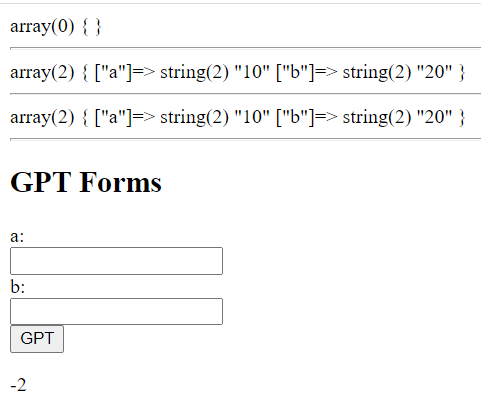 array(0) { }
array(2) { ["a"]=> string(2) "10" ["b"]=> string(2) "20" }
array(2) { ["a"]=> string(2) "10" ["b"]=> string(2) "20" }
GPT Forms
a:
b:
GPT
-2